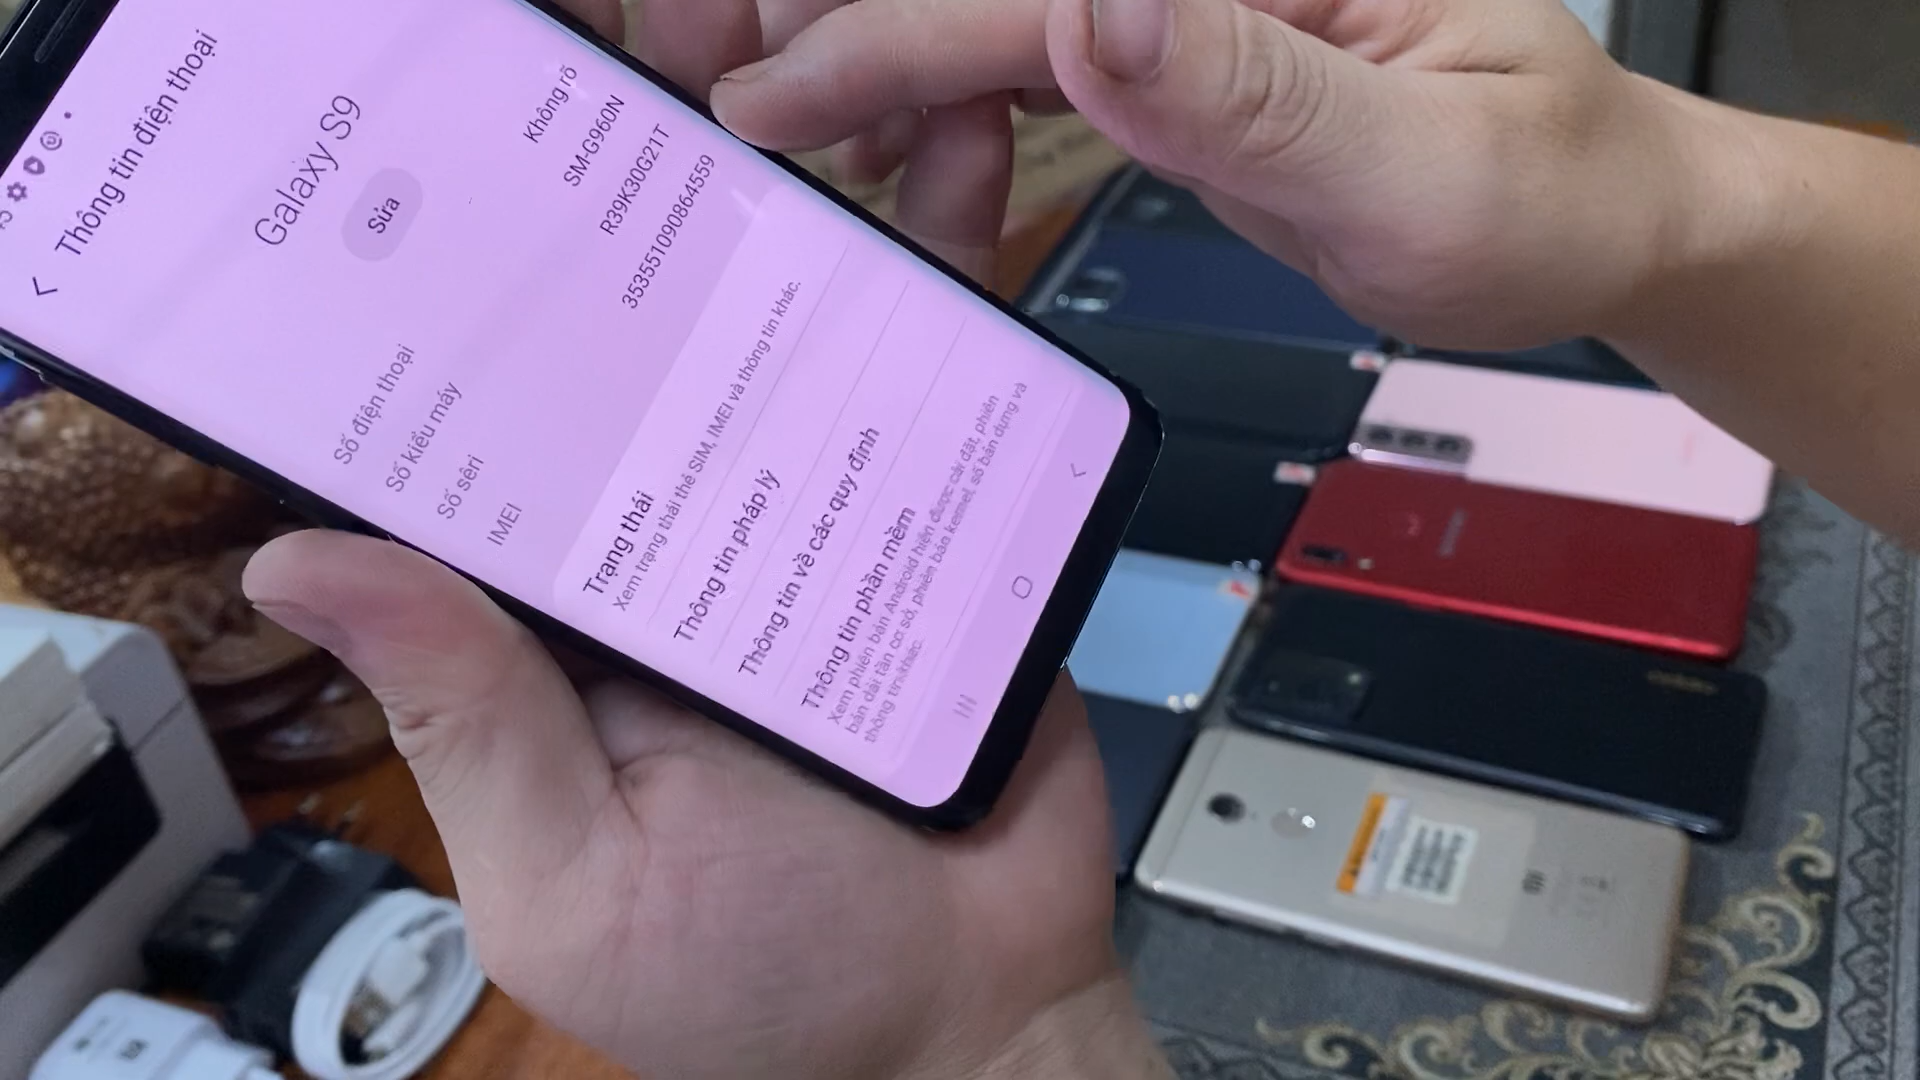 Thông tin điện thoại
Galaxy S9
Sửa
Số điện thoại
Không rõ
Số kiểu máy
SM-G960N
Số sêri
R39K30G21T
IMEI
353551090864559
Trạng thái
Xem trạng thái thẻ SIM, IMEI và thông tin khác.
Thông tin pháp lý
Thông tin về các quy định
Thông tin phần mềm
Xem phiên bản Android hiện được cài đặt, phiên
bản dải tần cơ sở, phiên bản kernel, số bản dựng và
thông tin khác.